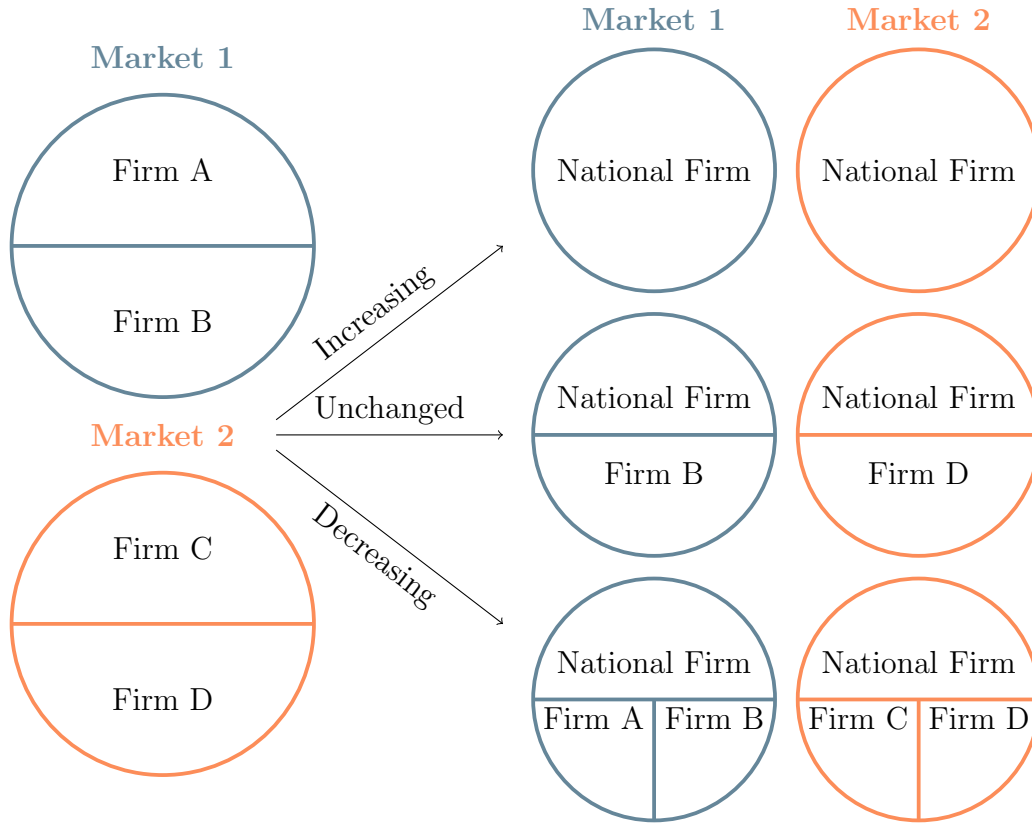 Market 1
Firm A
Firm B
Market 2
Firm C
Firm D
Increasing
Unchanged
Decreasing
Market 1 Market 2
National Firm National Firm
National Firm National Firm
Firm B Firm D
National Firm National Firm
Firm A Firm B Firm C Firm D